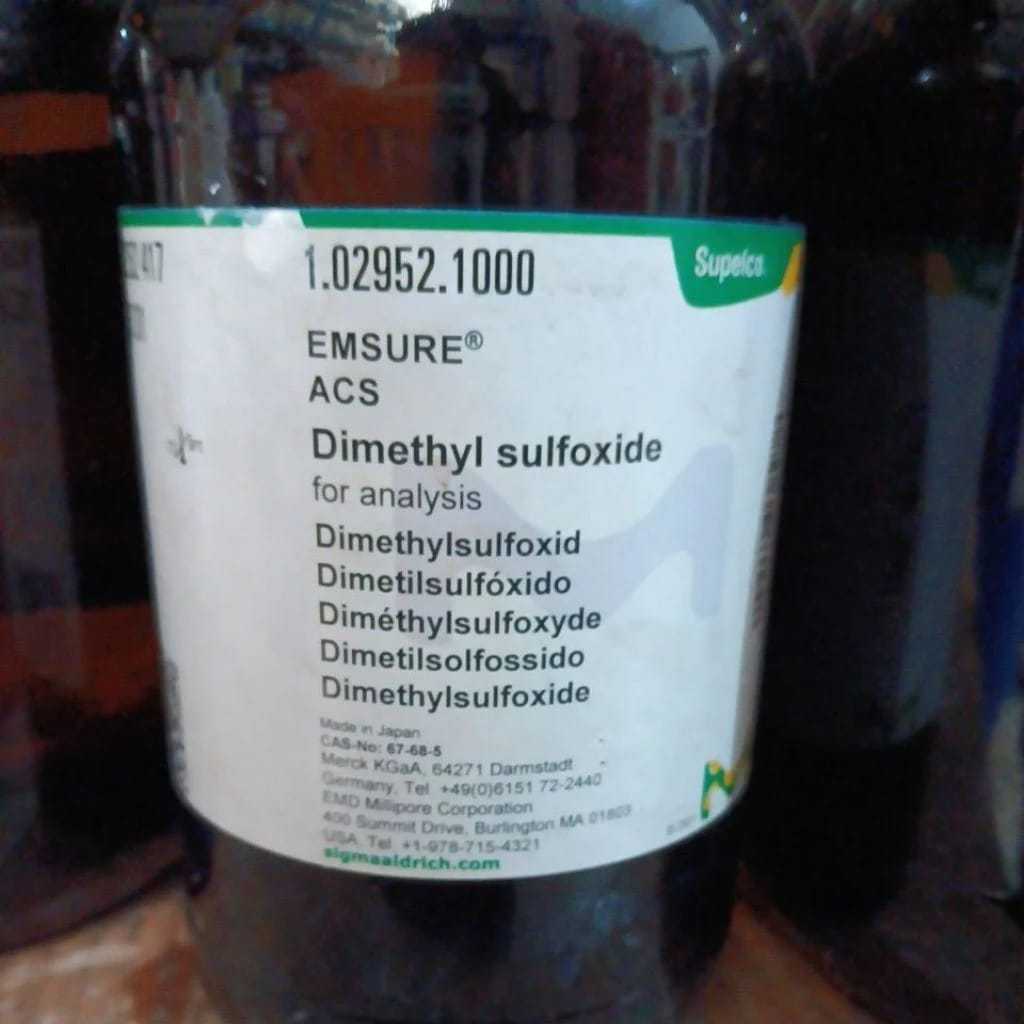 1.02952.1000
Supelco
EMSURE®
ACS
Dimethyl sulfoxide
for analysis
Dimethylsulfoxid
Dimetilsulfóxido
Diméthylsulfoxyde
Dimetilsolfossido
Dimethylsulfoxide
Made in Japan
CAS-No: 67-68-5
Merck KGaA, 64271 Darmstadt
Germany, Tel +49(0)6151 72-2440
EMD Millipore Corporation
400 Summit Drive, Burlington MA 01803
USA, Tel +1-978-715-4321
sigmaaldrich.com